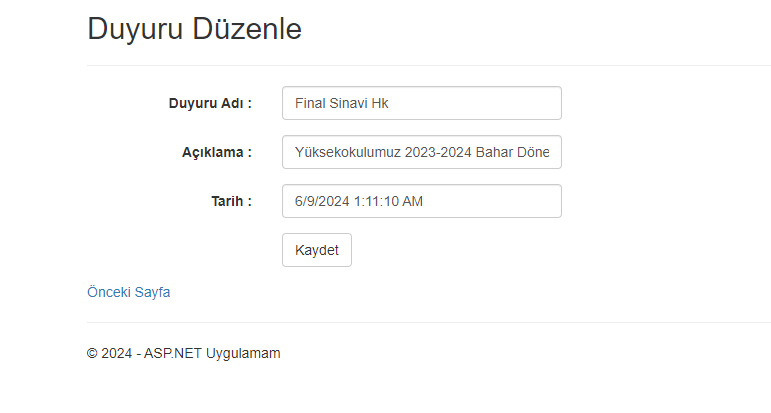 Duyuru Düzenle
Duyuru Adı : Final Sinavi Hk
Açıklama : Yüksekokulumuz 2023-2024 Bahar Döne
Tarih : 6/9/2024 1:11:10 AM
Kaydet
Önceki Sayfa
© 2024 - ASP.NET Uygulamam